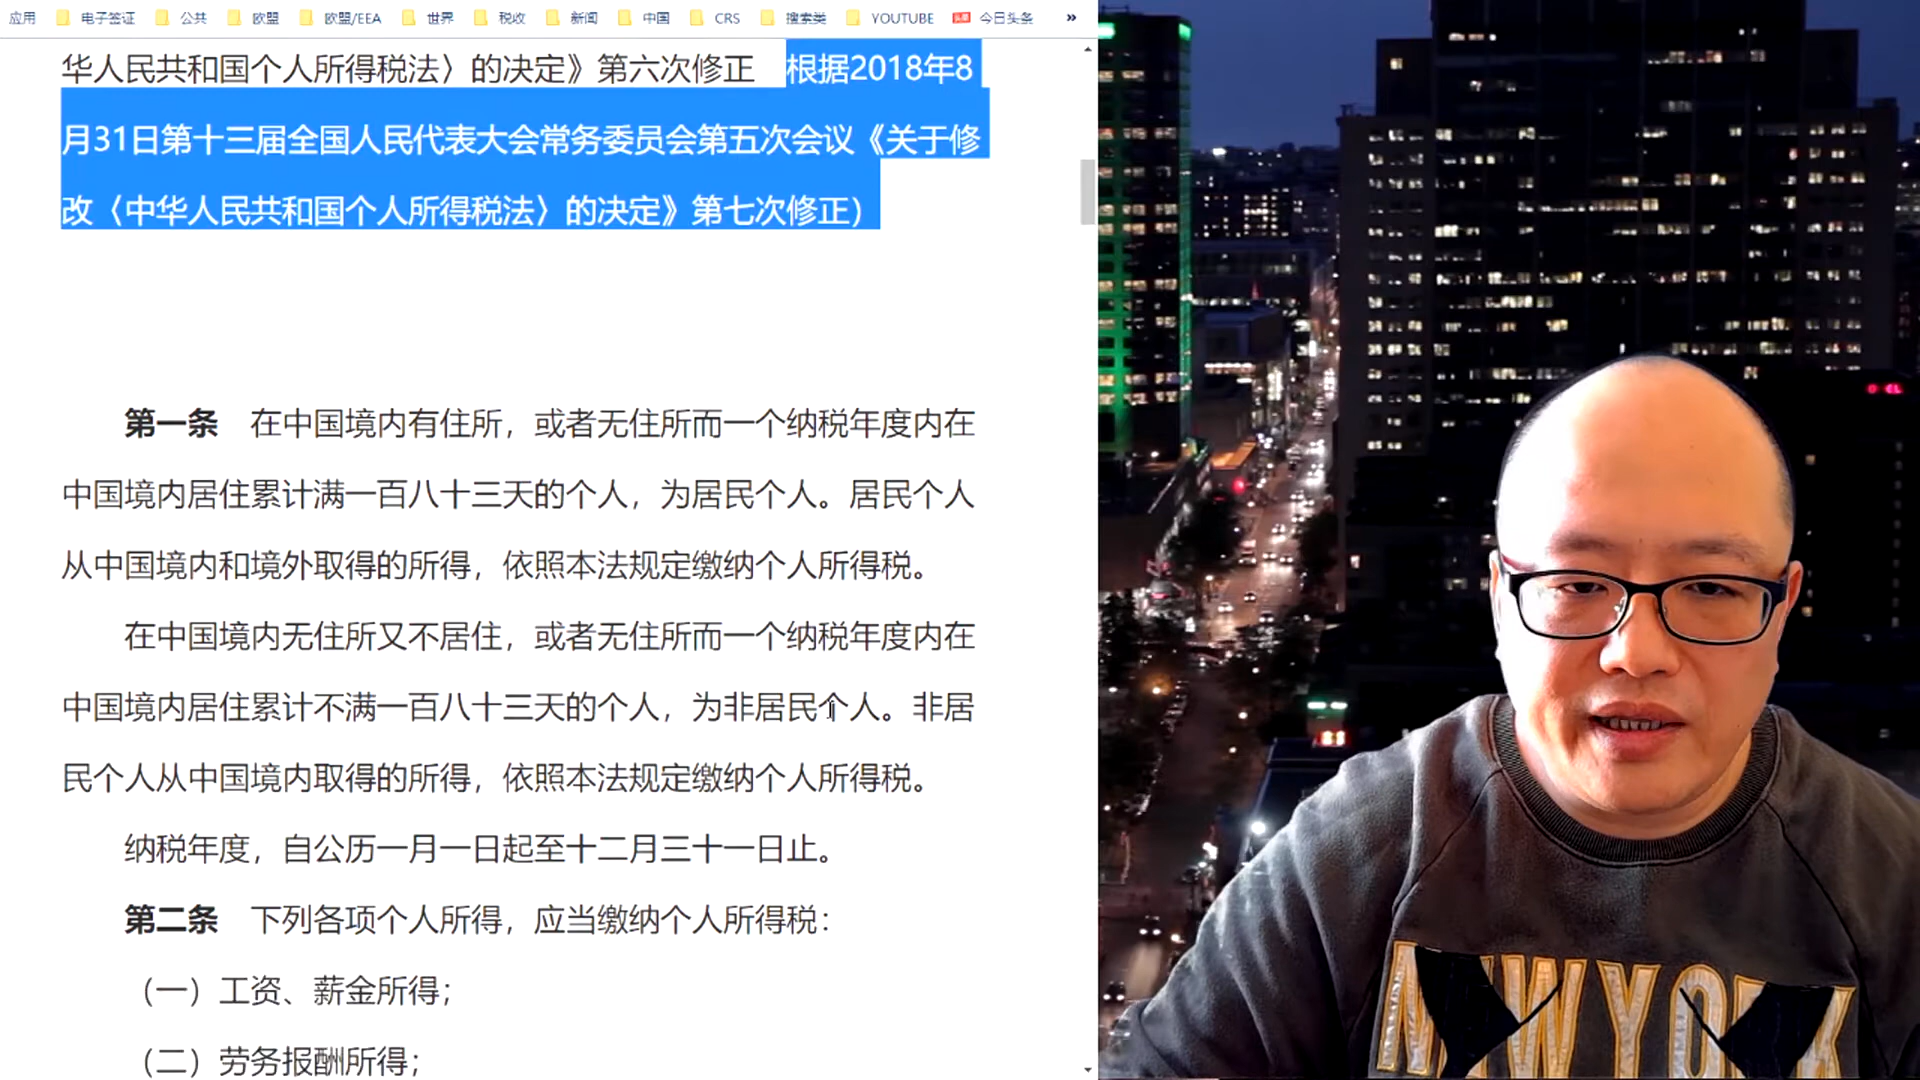 应用 电子签证 公共 欧盟 欧盟/EEA 世界 税收 新闻 中国 CRS 搜索类 YOUTUBE 头条 今日头条 »
华人民共和国个人所得税法〉的决定》第六次修正 根据2018年8
月31日第十三届全国人民代表大会常务委员会第五次会议《关于修
改〈中华人民共和国个人所得税法〉的决定》第七次修正）
第一条 在中国境内有住所，或者无住所而一个纳税年度内在
中国境内居住累计满一百八十三天的个人，为居民个人。居民个人
从中国境内和境外取得的所得，依照本法规定缴纳个人所得税。
在中国境内无住所又不居住，或者无住所而一个纳税年度内在
中国境内居住累计不满一百八十三天的个人，为非居民个人。非居
民个人从中国境内取得的所得，依照本法规定缴纳个人所得税。
纳税年度，自公历一月一日起至十二月三十一日止。
第二条 下列各项个人所得，应当缴纳个人所得税：
（一）工资、薪金所得；
（二）劳务报酬所得；
NEW YORK